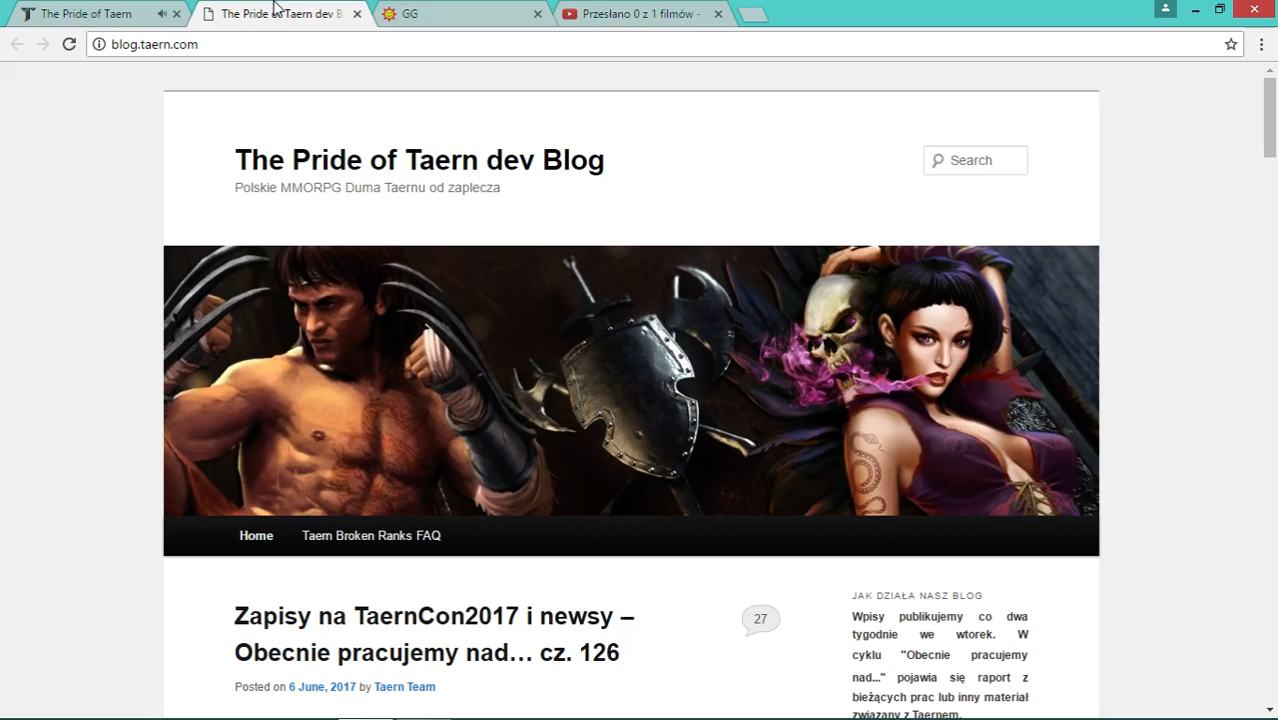 The Pride of Taern
The Pride of Taern dev B
GG
Przesłano 0 z 1 filmów -
blog.taern.com
The Pride of Taern dev Blog
Search
Polskie MMORPG Duma Taernu od zaplecza
Home
Taern Broken Ranks FAQ
Zapisy na TaernCon2017 i newsy –
Obecnie pracujemy nad… cz. 126
27
Posted on 6 June, 2017 by Taern Team
JAK DZIAŁA NASZ BLOG
Wpisy publikujemy co dwa
tygodnie we wtorek. W
cyklu "Obecnie pracujemy
nad..." pojawia się raport z
bieżących prac lub inny materiał
związany z Taernem.